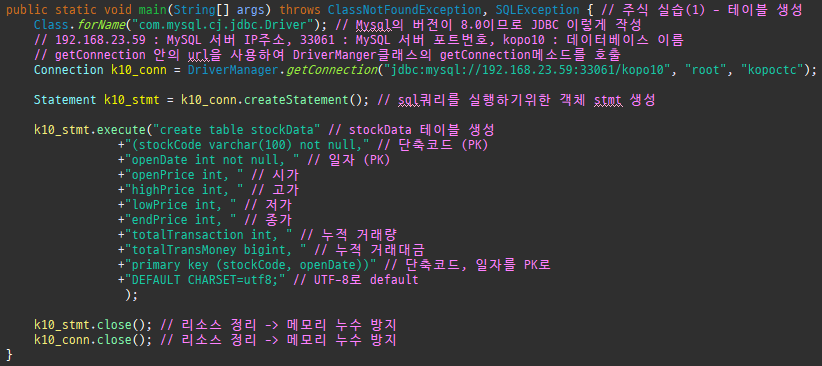 public static void main(String[] args) throws ClassNotFoundException, SQLException { // 주식 실습(1) - 테이블 생성
Class.forName("com.mysql.cj.jdbc.Driver"); // Mysql의 버전이 8.0이므로 JDBC 이렇게 작성
// 192.168.23.59 : MySQL 서버 IP주소, 33061 : MySQL 서버 포트번호, kopo10 : 데이터베이스 이름
// getConnection 안의 url을 사용하여 DriverManger클래스의 getConnection메소드를 호출
Connection k10_conn = DriverManager.getConnection("jdbc:mysql://192.168.23.59:33061/kopo10", "root", "kopoctc");
Statement k10_stmt = k10_conn.createStatement(); // sql쿼리를 실행하기위한 객체 stmt 생성
k10_stmt.execute("create table stockData" // stockData 테이블 생성
+"(stockCode varchar(100) not null," // 단축코드 (PK)
+"openDate int not null, " // 일자 (PK)
+"openPrice int, " // 시가
+"highPrice int, " // 고가
+"lowPrice int, " // 저가
+"endPrice int, " // 종가
+"totalTransaction int, " // 누적 거래량
+"totalTransMoney bigint, " // 누적 거래대금
+"primary key (stockCode, openDate))" // 단축코드, 일자를 PK로
+"DEFAULT CHARSET=utf8;" // UTF-8로 default
);
k10_stmt.close(); // 리소스 정리 -> 메모리 누수 방지
k10_conn.close(); // 리소스 정리 -> 메모리 누수 방지
}